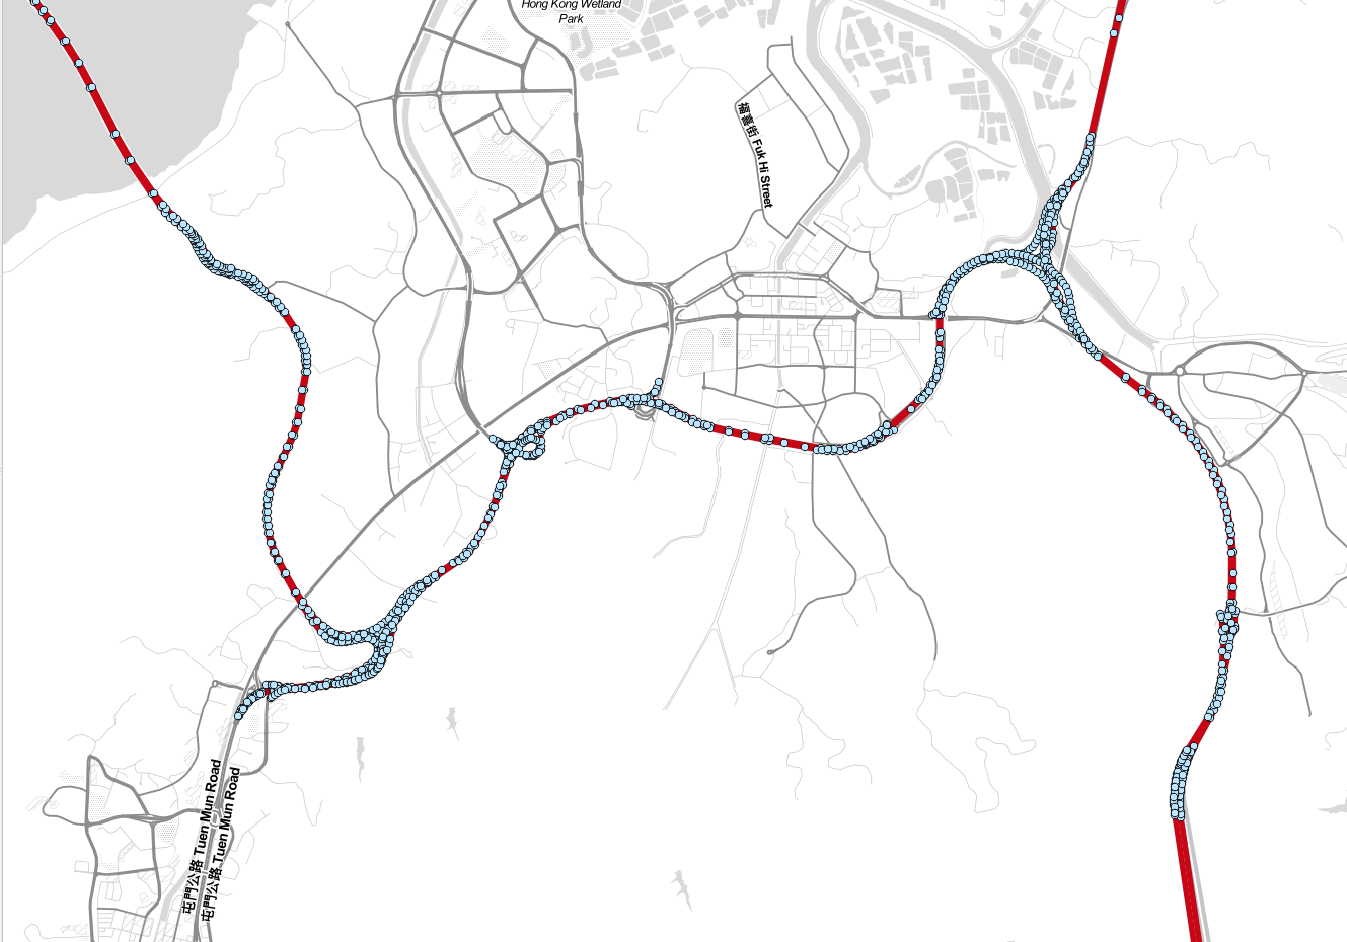 Hong Kong Wetland
Park
福喜街 Fuk Hi Street
屯門公路 Tuen Mun Road
屯門公路 Tuen Mun Road